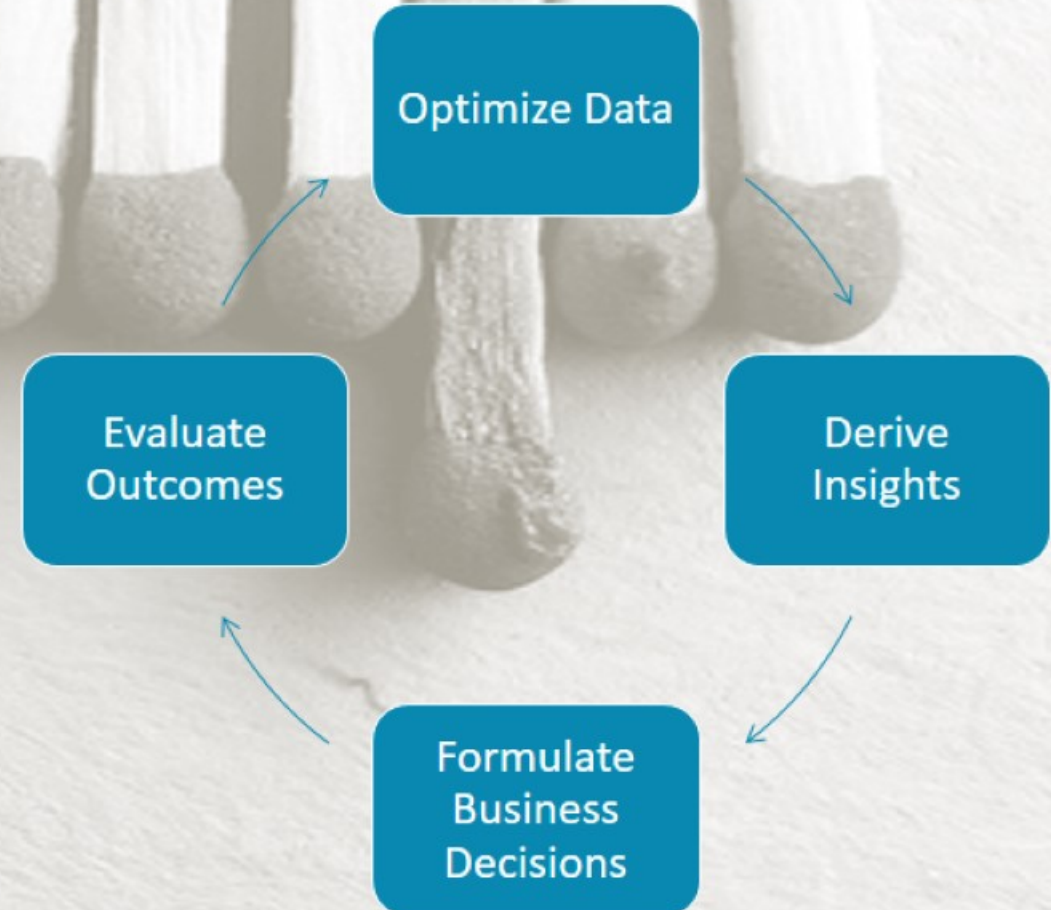 Optimize Data
Derive
Insights
Formulate
Business
Decisions
Evaluate
Outcomes